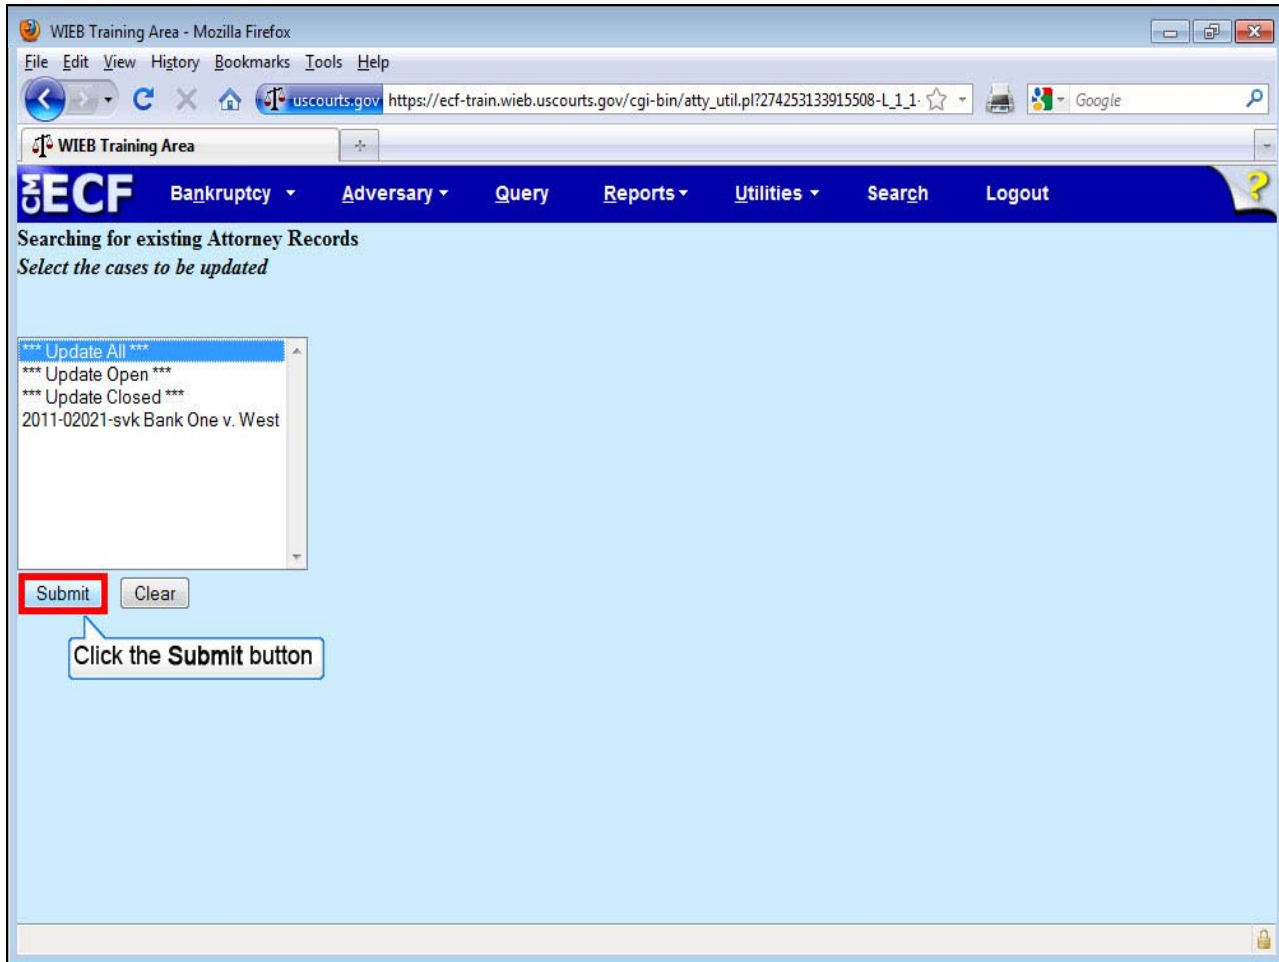 WIEB Training Area - Mozilla Firefox
File Edit View History Bookmarks Tools Help
uscourts.gov https://ecf-train.wieb.uscourts.gov/cgi-bin/atty_util.pl?274253133915508-L_1_1- Google
WIEB Training Area
CM ECF Bankruptcy Adversary Query Reports Utilities Search Logout ?
Searching for existing Attorney Records
Select the cases to be updated
*** Update All ***
*** Update Open ***
*** Update Closed ***
2011-02021-svk Bank One v. West
Submit Clear
Click the Submit button